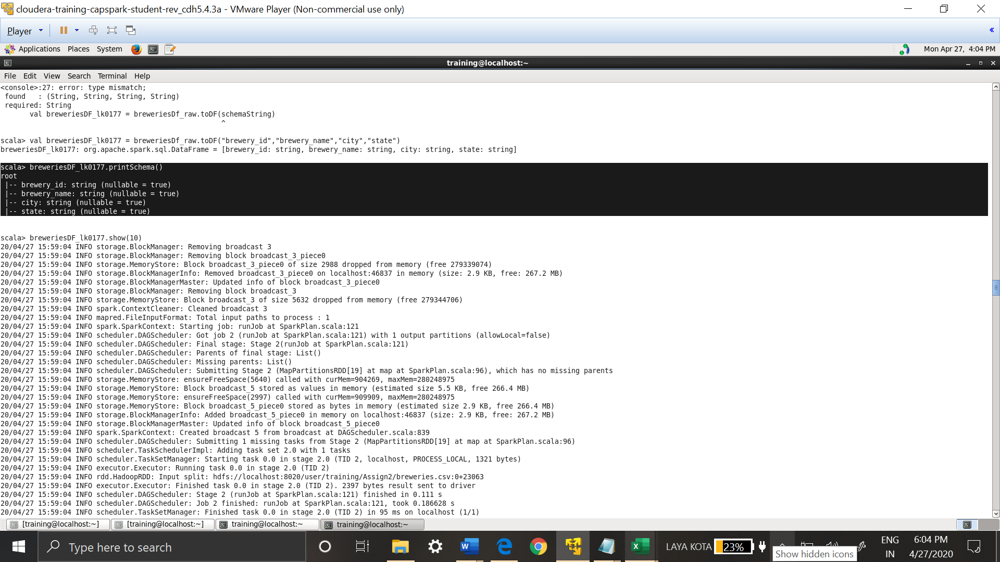 cloudera-training-capspark-student-rev_cdh5.4.3a - VMware Player (Non-commercial use only)
Player
Applications Places System Mon Apr 27, 4:04 PM
training@localhost:~
File Edit View Search Terminal Help
<console>:27: error: type mismatch;
 found   : (String, String, String, String)
 required: String
       val breweriesDF_lk0177 = breweriesDf_raw.toDF(schemaString)
                                                     ^
scala> val breweriesDF_lk0177 = breweriesDf_raw.toDF("brewery_id","brewery_name","city","state")
breweriesDF_lk0177: org.apache.spark.sql.DataFrame = [brewery_id: string, brewery_name: string, city: string, state: string]
scala> breweriesDF_lk0177.printSchema()
root
 |-- brewery_id: string (nullable = true)
 |-- brewery_name: string (nullable = true)
 |-- city: string (nullable = true)
 |-- state: string (nullable = true)
scala> breweriesDF_lk0177.show(10)
20/04/27 15:59:04 INFO storage.BlockManager: Removing broadcast 3
20/04/27 15:59:04 INFO storage.BlockManager: Removing block broadcast_3_piece0
20/04/27 15:59:04 INFO storage.MemoryStore: Block broadcast_3_piece0 of size 2988 dropped from memory (free 279339074)
20/04/27 15:59:04 INFO storage.BlockManagerInfo: Removed broadcast_3_piece0 on localhost:46837 in memory (size: 2.9 KB, free: 267.2 MB)
20/04/27 15:59:04 INFO storage.BlockManagerMaster: Updated info of block broadcast_3_piece0
20/04/27 15:59:04 INFO storage.BlockManager: Removing block broadcast_3
20/04/27 15:59:04 INFO storage.MemoryStore: Block broadcast_3 of size 5632 dropped from memory (free 279344706)
20/04/27 15:59:04 INFO spark.ContextCleaner: Cleaned broadcast 3
20/04/27 15:59:04 INFO mapred.FileInputFormat: Total input paths to process : 1
20/04/27 15:59:04 INFO spark.SparkContext: Starting job: runJob at SparkPlan.scala:121
20/04/27 15:59:04 INFO scheduler.DAGScheduler: Got job 2 (runJob at SparkPlan.scala:121) with 1 output partitions (allowLocal=false)
20/04/27 15:59:04 INFO scheduler.DAGScheduler: Final stage: Stage 2(runJob at SparkPlan.scala:121)
20/04/27 15:59:04 INFO scheduler.DAGScheduler: Parents of final stage: List()
20/04/27 15:59:04 INFO scheduler.DAGScheduler: Missing parents: List()
20/04/27 15:59:04 INFO scheduler.DAGScheduler: Submitting Stage 2 (MapPartitionsRDD[19] at map at SparkPlan.scala:96), which has no missing parents
20/04/27 15:59:04 INFO storage.MemoryStore: ensureFreeSpace(5640) called with curMem=904269, maxMem=280248975
20/04/27 15:59:04 INFO storage.MemoryStore: Block broadcast_5 stored as values in memory (estimated size 5.5 KB, free 266.4 MB)
20/04/27 15:59:04 INFO storage.MemoryStore: ensureFreeSpace(2997) called with curMem=909909, maxMem=280248975
20/04/27 15:59:04 INFO storage.MemoryStore: Block broadcast_5_piece0 stored as bytes in memory (estimated size 2.9 KB, free 266.4 MB)
20/04/27 15:59:04 INFO storage.BlockManagerInfo: Added broadcast_5_piece0 in memory on localhost:46837 (size: 2.9 KB, free: 267.2 MB)
20/04/27 15:59:04 INFO storage.BlockManagerMaster: Updated info of block broadcast_5_piece0
20/04/27 15:59:04 INFO spark.SparkContext: Created broadcast 5 from broadcast at DAGScheduler.scala:839
20/04/27 15:59:04 INFO scheduler.DAGScheduler: Submitting 1 missing tasks from Stage 2 (MapPartitionsRDD[19] at map at SparkPlan.scala:96)
20/04/27 15:59:04 INFO scheduler.TaskSchedulerImpl: Adding task set 2.0 with 1 tasks
20/04/27 15:59:04 INFO scheduler.TaskSetManager: Starting task 0.0 in stage 2.0 (TID 2, localhost, PROCESS_LOCAL, 1321 bytes)
20/04/27 15:59:04 INFO executor.Executor: Running task 0.0 in stage 2.0 (TID 2)
20/04/27 15:59:04 INFO rdd.HadoopRDD: Input split: hdfs://localhost:8020/user/training/Assign2/breweries.csv:0+23063
20/04/27 15:59:04 INFO executor.Executor: Finished task 0.0 in stage 2.0 (TID 2). 2397 bytes result sent to driver
20/04/27 15:59:04 INFO scheduler.DAGScheduler: Stage 2 (runJob at SparkPlan.scala:121) finished in 0.111 s
20/04/27 15:59:04 INFO scheduler.DAGScheduler: Job 2 finished: runJob at SparkPlan.scala:121, took 0.186628 s
20/04/27 15:59:04 INFO scheduler.TaskSetManager: Finished task 0.0 in stage 2.0 (TID 2) in 95 ms on localhost (1/1)
[training@localhost:~] [training@localhost:~] training@localhost:~ training@localhost:~
Type here to search LAYA KOTA 23% ENG 6:04 PM
Show hidden icons IN 4/27/2020